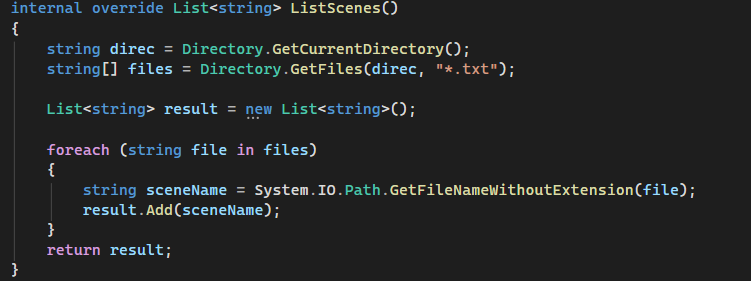 internal override List<string> ListScenes()
{
    string direc = Directory.GetCurrentDirectory();
    string[] files = Directory.GetFiles(direc, "*.txt");

    List<string> result = new List<string>();

    foreach (string file in files)
    {
        string sceneName = System.IO.Path.GetFileNameWithoutExtension(file);
        result.Add(sceneName);
    }
    return result;
}